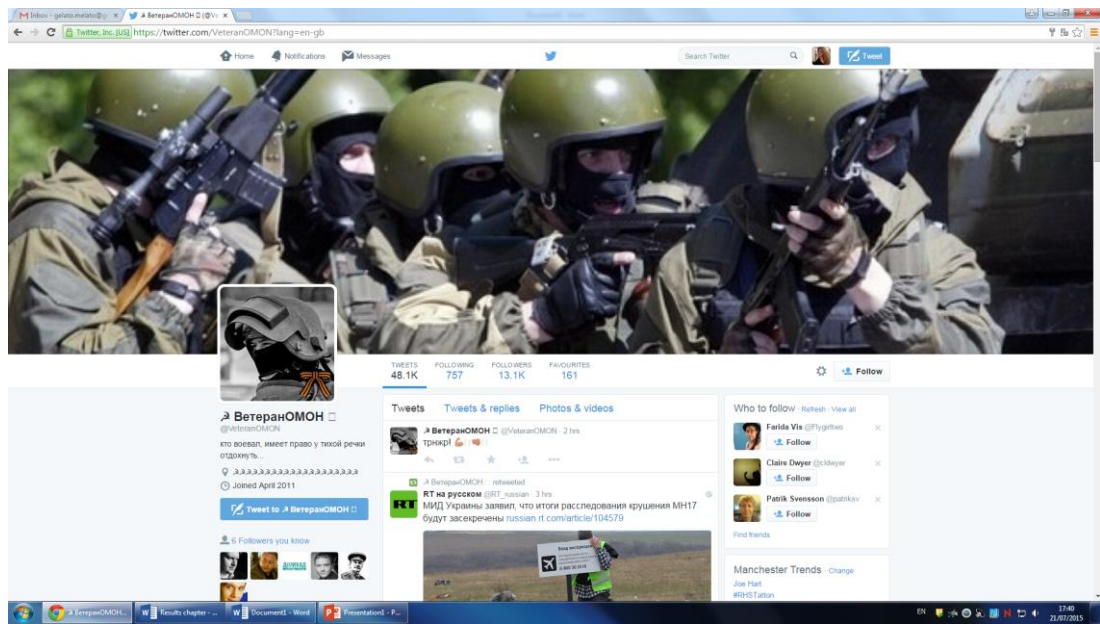 Inbox - gelato.melato@g
ВетеранОМОН (@Ve
Twitter, Inc. [US] https://twitter.com/VeteranOMON?lang=en-gb
Home Notifications Messages Search Twitter Tweet
TWEETS FOLLOWING FOLLOWERS FAVOURITES
48.1K 757 13.1K 161
Follow
☭ ВетеранОМОН
@VeteranOMON
кто воевал, имеет право у тихой речки
отдохнуть...
☭☭☭☭☭☭☭☭☭☭☭☭☭☭☭☭☭☭☭☭
Joined April 2011
Tweet to ☭ ВетеранОМОН
6 Followers you know
Tweets Tweets & replies Photos & videos
☭ ВетеранОМОН @VeteranOMON · 2 hrs
трнжр!
☭ ВетеранОМОН retweeted
RT
RT на русском @RT_russian · 3 hrs
МИД Украины заявил, что итоги расследования крушения MH17
будут засекречены russian.rt.com/article/104579
Who to follow · Refresh · View all
Farida Vis @Flygirltwo
Follow
Claire Dwyer @cldwyer
Follow
Patrik Svensson @patriksv
Follow
Find friends
Manchester Trends · Change
Joe Hart
#RHSTatton
☭ ВетеранОМОН... Results chapter - ... Document1 - Word Presentation1 - P... EN 17:40
21/07/2015